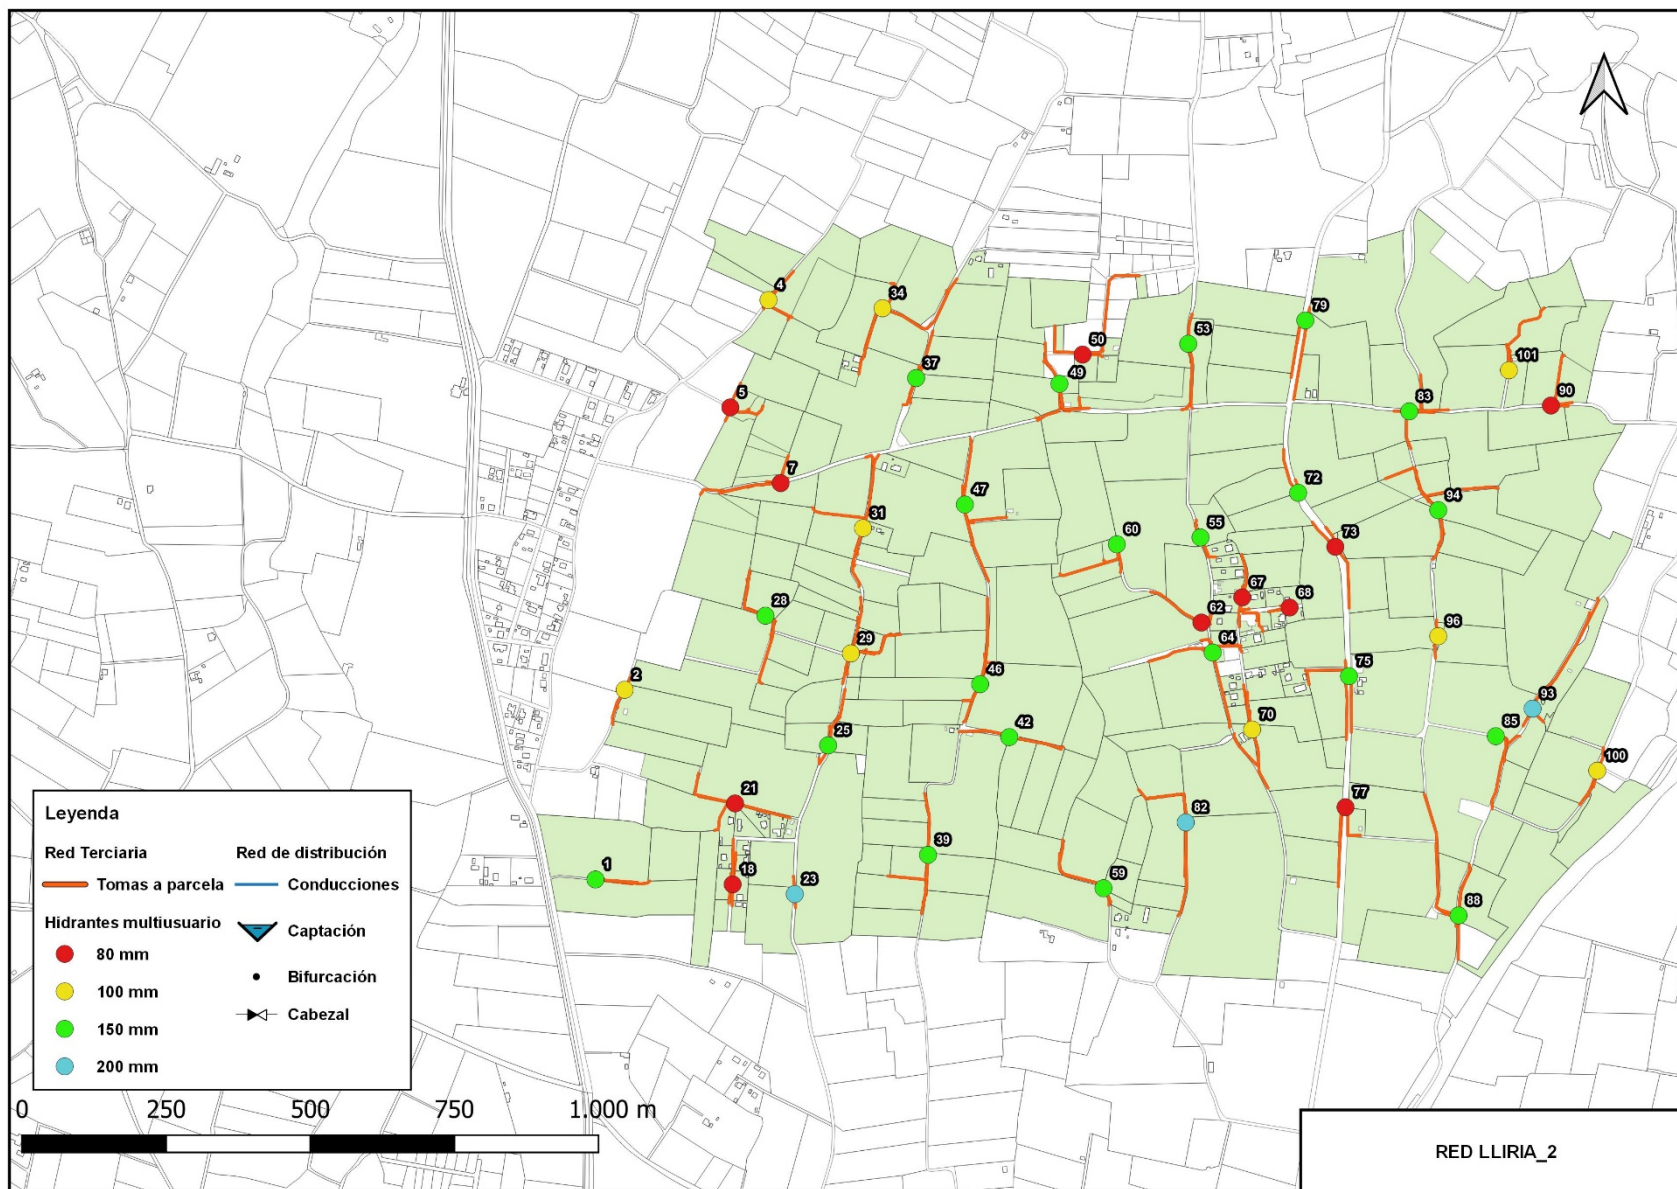 4
34
79
53
50
101
37
49
5
83
90
7
72
47
94
31
60
55
73
67
68
28
62
29
64
96
75
46
2
93
70
42
85
25
100
21
77
82
39
1
18
59
23
88
Leyenda
Red Terciaria
Tomas a parcela
Hidrantes multiusuario
80 mm
100 mm
150 mm
200 mm
Red de distribución
Conducciones
Captación
Bifurcación
Cabezal
0 250 500 750 1.000 m
RED LLIRIA_2